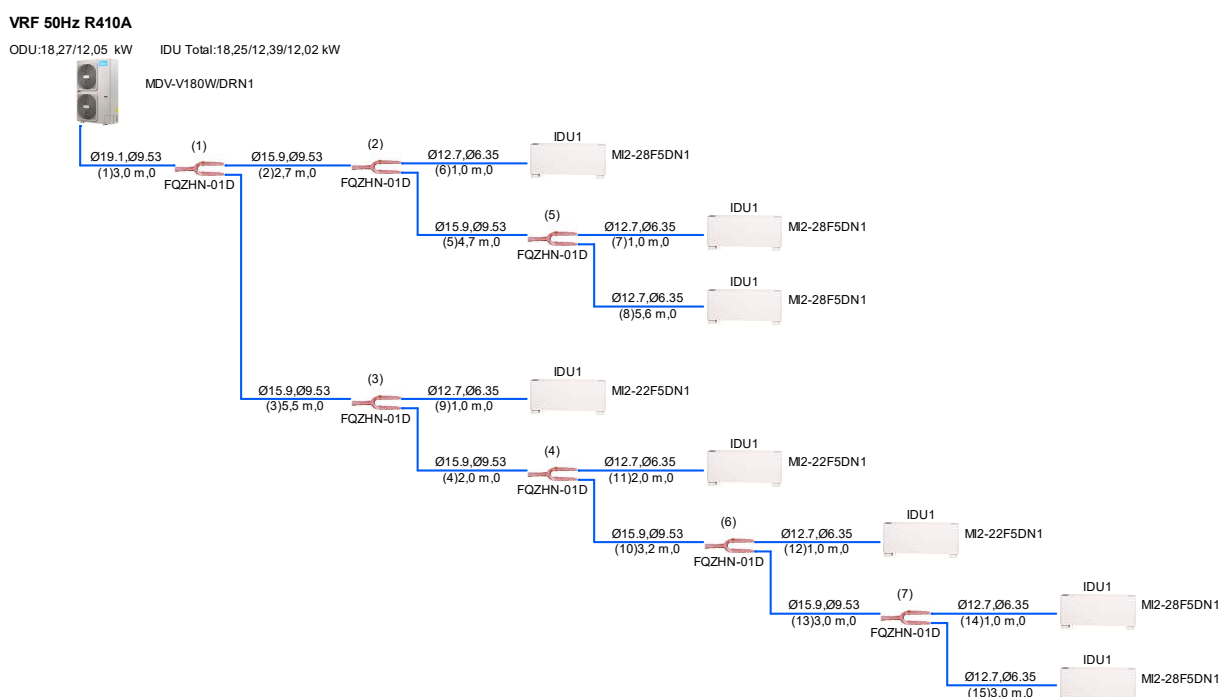 VRF 50Hz R410A
ODU:18,27/12,05 kW IDU Total:18,25/12,39/12,02 kW
MDV-V180W/DRN1
Ø19.1,Ø9.53
(1)3,0 m,0
(1)
FQZHN-01D
Ø15.9,Ø9.53
(2)2,7 m,0
(2)
FQZHN-01D
Ø12.7,Ø6.35
(6)1,0 m,0
IDU1
MI2-28F5DN1
Ø15.9,Ø9.53
(5)4,7 m,0
(5)
FQZHN-01D
Ø12.7,Ø6.35
(7)1,0 m,0
IDU1
MI2-28F5DN1
Ø12.7,Ø6.35
(8)5,6 m,0
IDU1
MI2-28F5DN1
Ø15.9,Ø9.53
(3)5,5 m,0
(3)
FQZHN-01D
Ø12.7,Ø6.35
(9)1,0 m,0
IDU1
MI2-22F5DN1
Ø15.9,Ø9.53
(4)2,0 m,0
(4)
FQZHN-01D
Ø12.7,Ø6.35
(11)2,0 m,0
IDU1
MI2-22F5DN1
Ø15.9,Ø9.53
(10)3,2 m,0
(6)
FQZHN-01D
Ø12.7,Ø6.35
(12)1,0 m,0
IDU1
MI2-22F5DN1
Ø15.9,Ø9.53
(13)3,0 m,0
(7)
FQZHN-01D
Ø12.7,Ø6.35
(14)1,0 m,0
IDU1
MI2-28F5DN1
Ø12.7,Ø6.35
(15)3,0 m,0
IDU1
MI2-28F5DN1